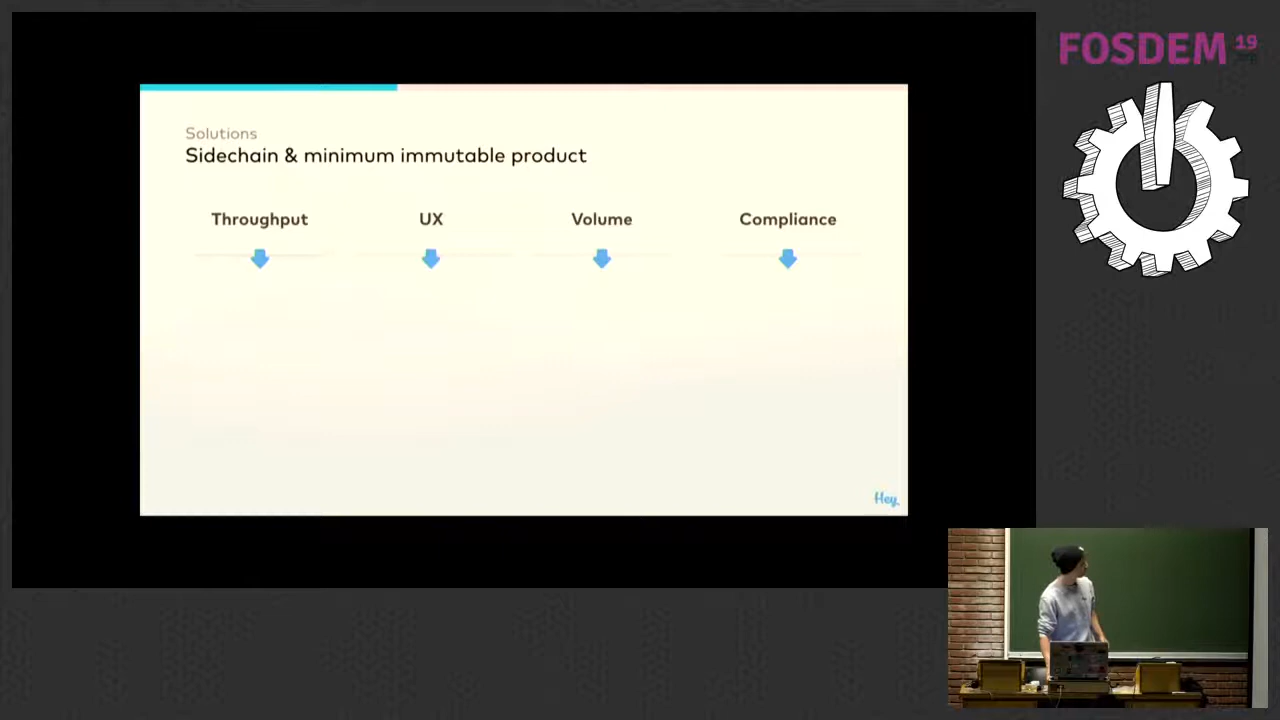 FOSDEM 19
Solutions
Sidechain & minimum immutable product
Throughput UX Volume Compliance
Hey